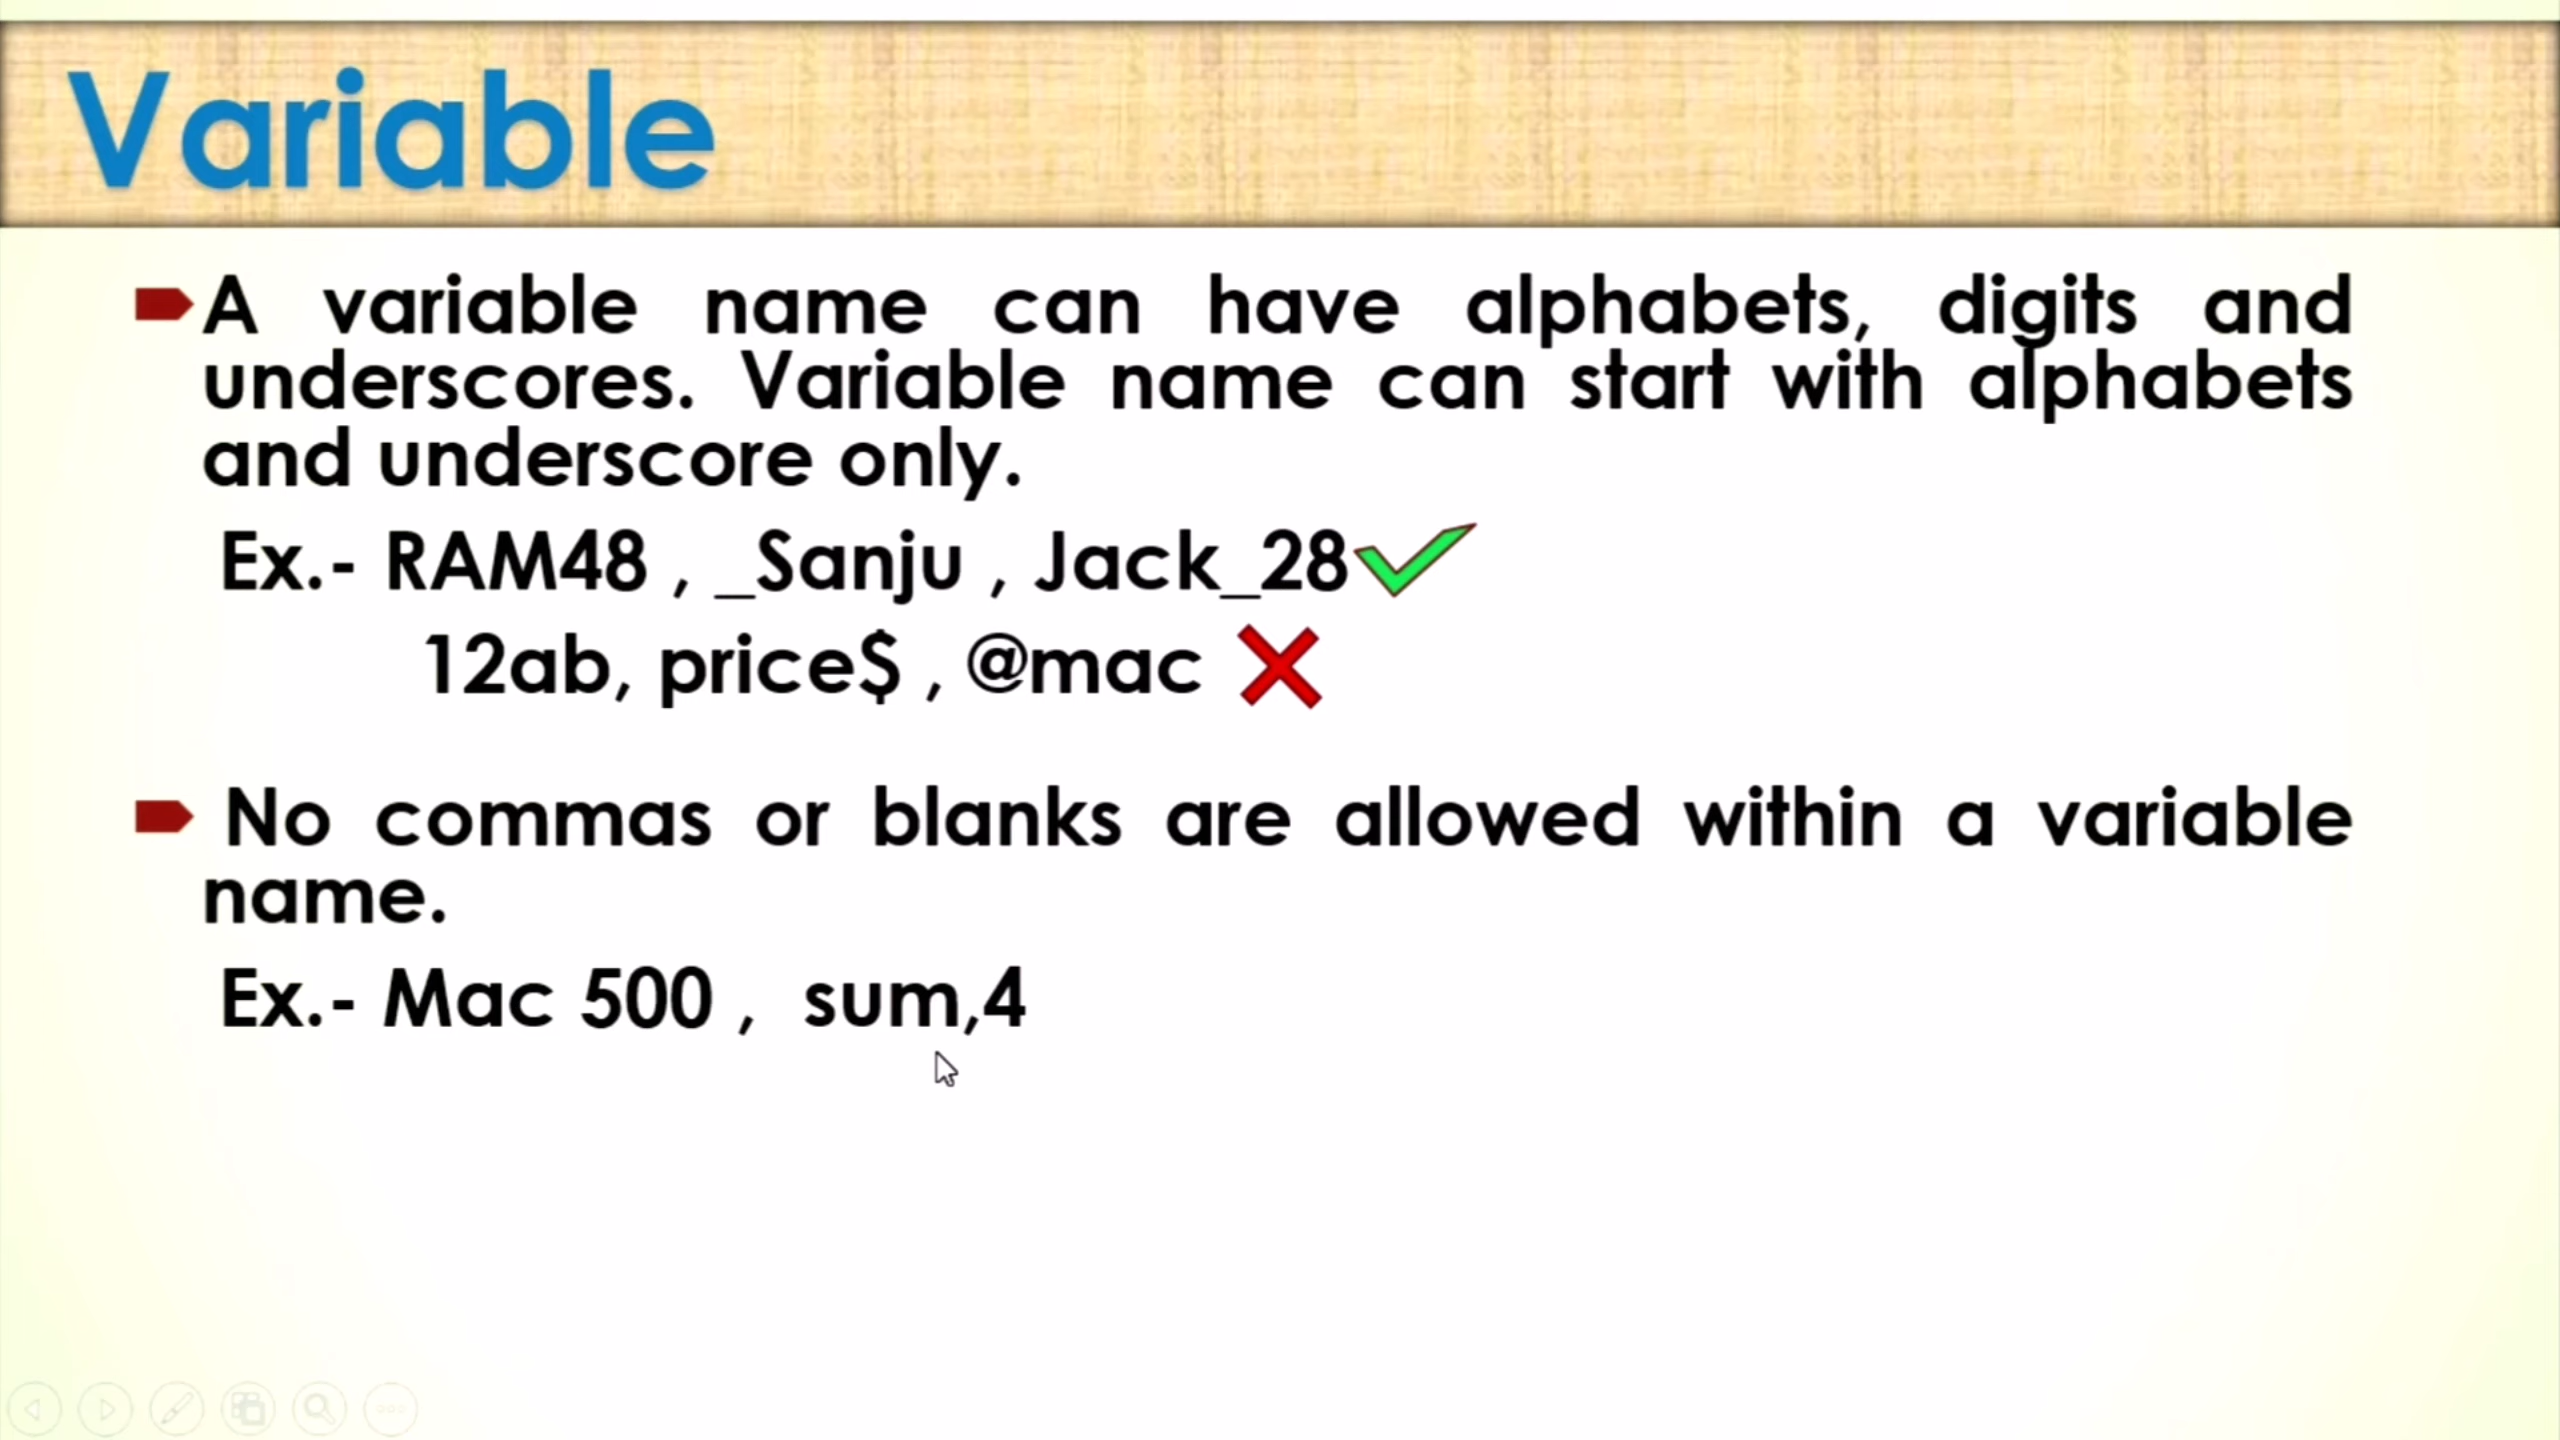 Variable
A variable name can have alphabets, digits and
underscores. Variable name can start with alphabets
and underscore only.
Ex.- RAM48 , _Sanju , Jack_28
12ab, price$ , @mac
No commas or blanks are allowed within a variable
name.
Ex.- Mac 500 , sum,4